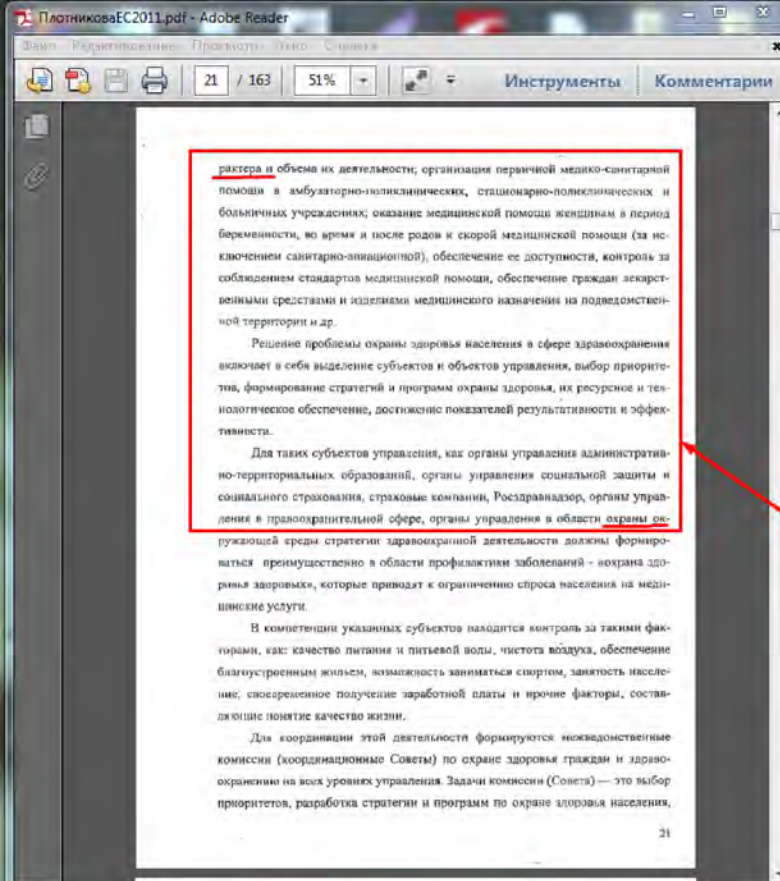 ПлотниковаЕС2011.pdf - Adobe Reader
Файл Редактирование Просмотр Окно Справка
21 / 163 51% Инструменты Комментарии
рактера и объема их деятельности; организация первичной медико-санитарной
помощи в амбулаторно-поликлинических, стационарно-поликлинических и
больничных учреждениях; оказание медицинской помощи женщинам в период
беременности, во время и после родов и скорой медицинской помощи (за ис-
ключением санитарно-авиационной), обеспечение ее доступности, контроль за
соблюдением стандартов медицинской помощи, обеспечение граждан лекарст-
венными средствами и изделиями медицинского назначения на подведомствен-
ной территории и др.
Решение проблемы охраны здоровья населения в сфере здравоохранения
включает в себя выделение субъектов и объектов управления, выбор приорите-
тов, формирование стратегий и программ охраны здоровья, их ресурсное и тех-
нологическое обеспечение, достижение показателей результативности и эффек-
тивности.
Для таких субъектов управления, как органы управления административ-
но-территориальных образований, органы управления социальной защиты и
социального страхования, страховые компании, Росздравнадзор, органы управ-
ления в правоохранительной сфере, органы управления в области охраны ок-
ружающей среды стратегии здравоохранной деятельности должны формиро-
ваться преимущественно в области профилактики заболеваний - «охрана здо-
ровья здоровых», которые приводят к ограничению спроса населения на меди-
цинские услуги.
В компетенции указанных субъектов находится контроль за такими фак-
торами, как: качество питания и питьевой воды, чистота воздуха, обеспечение
благоустроенным жильем, возможность заниматься спортом, занятость населе-
ние, своевременное получение заработной платы и прочие факторы, состав-
ляющие понятие качество жизни.
Для координации этой деятельности формируются межведомственные
комиссии (координационные Советы) по охране здоровья граждан и здраво-
охранению на всех уровнях управления. Задачи комиссии (Совета) — это выбор
приоритетов, разработка стратегии и программ по охране здоровья населения,
21